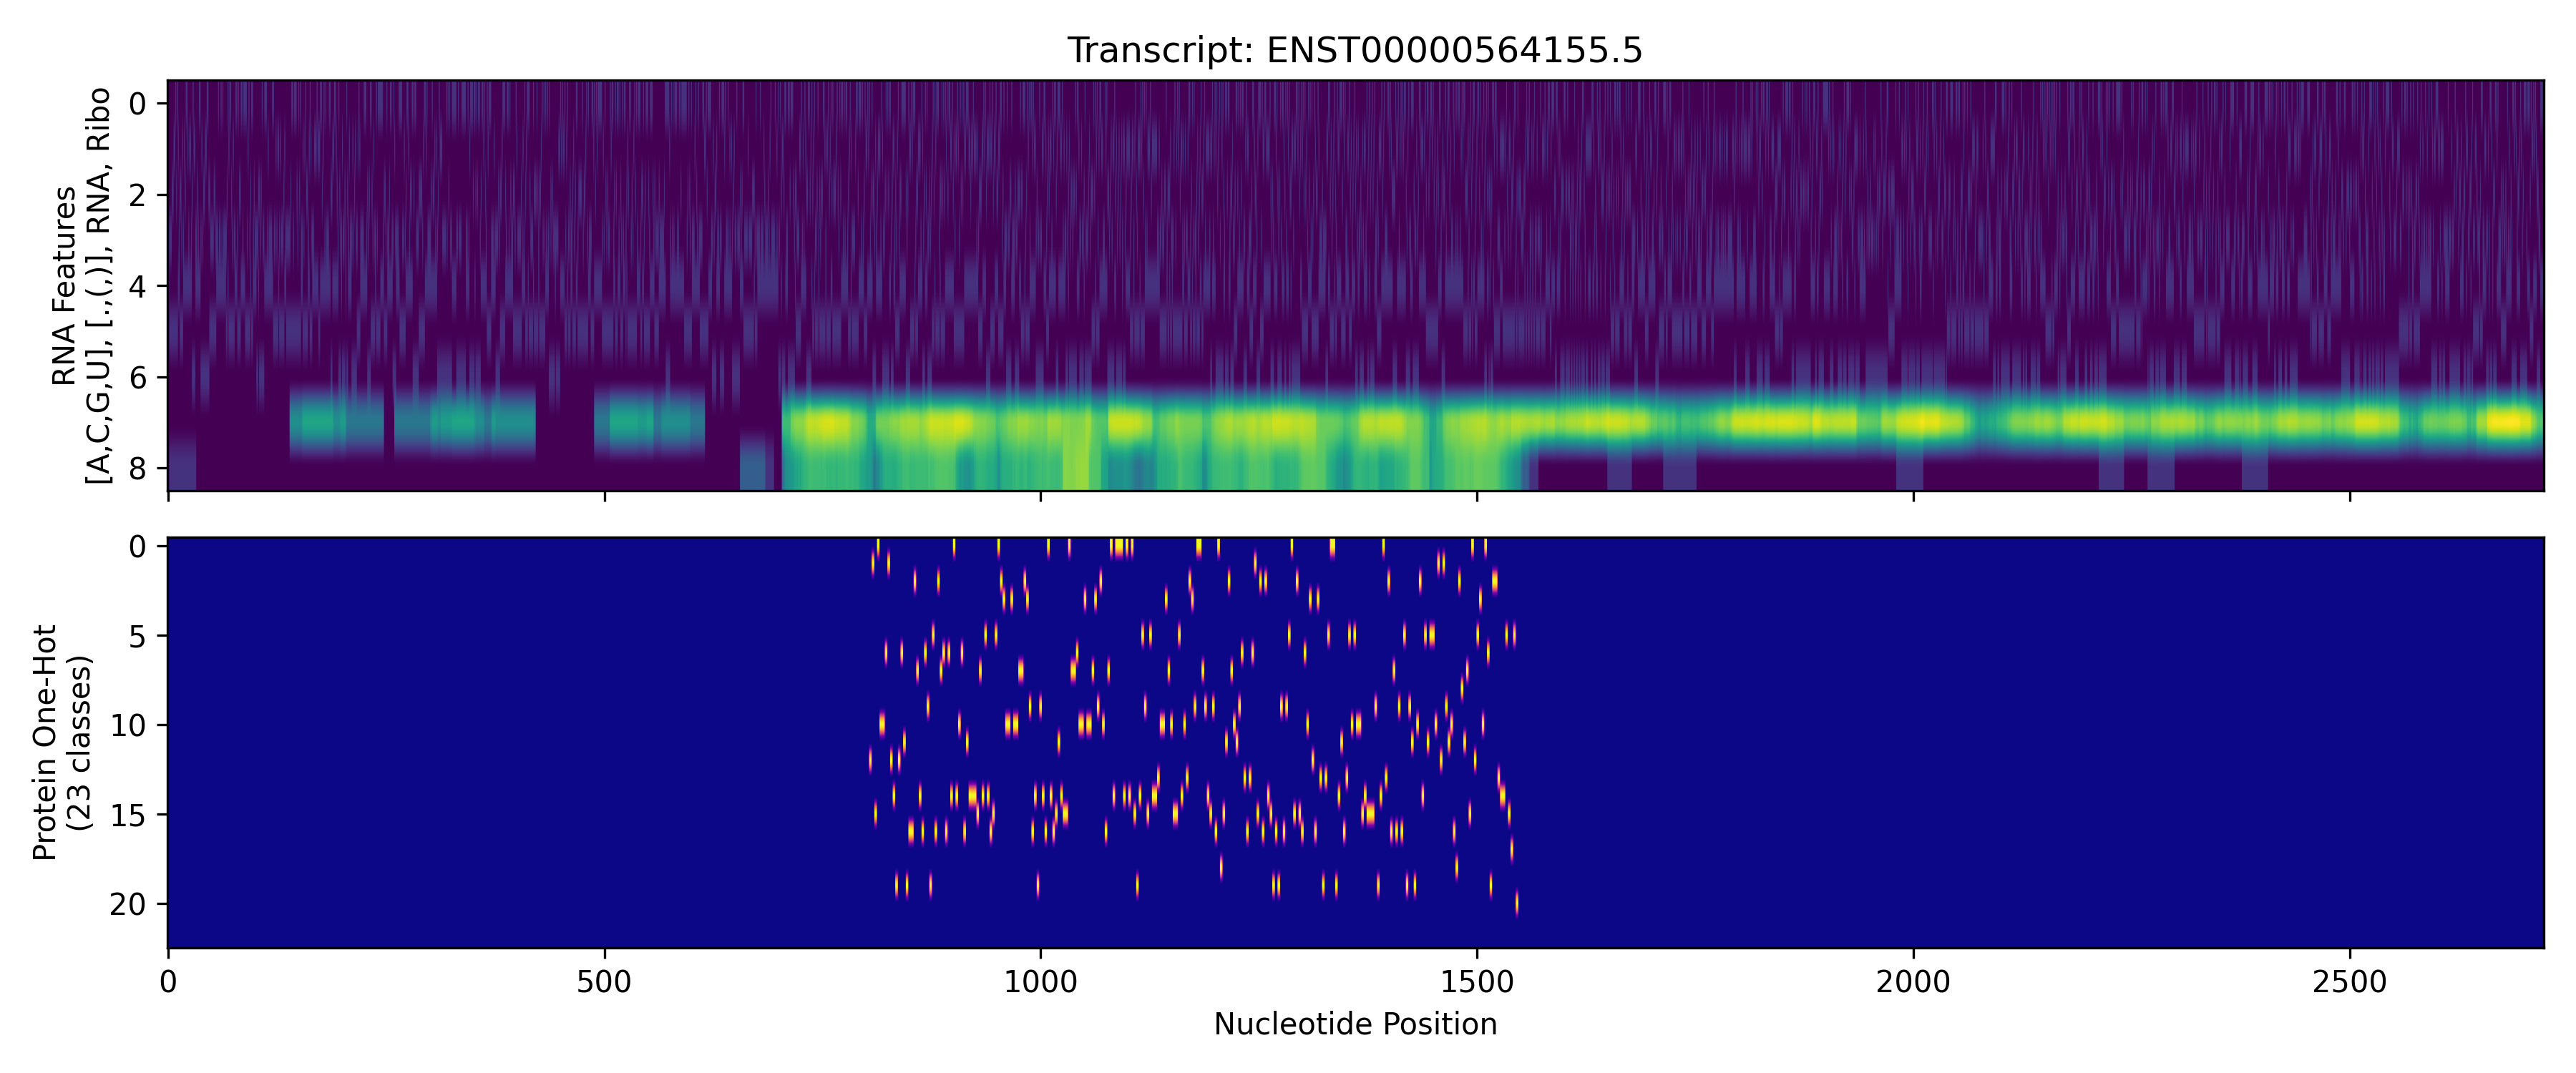 Transcript: ENST00000564155.5
RNA Features
[A,C,G,U], [.,(,)], RNA, Ribo
0
2
4
6
8
Protein One-Hot
(23 classes)
0
5
10
15
20
0
500
1000
1500
2000
2500
Nucleotide Position